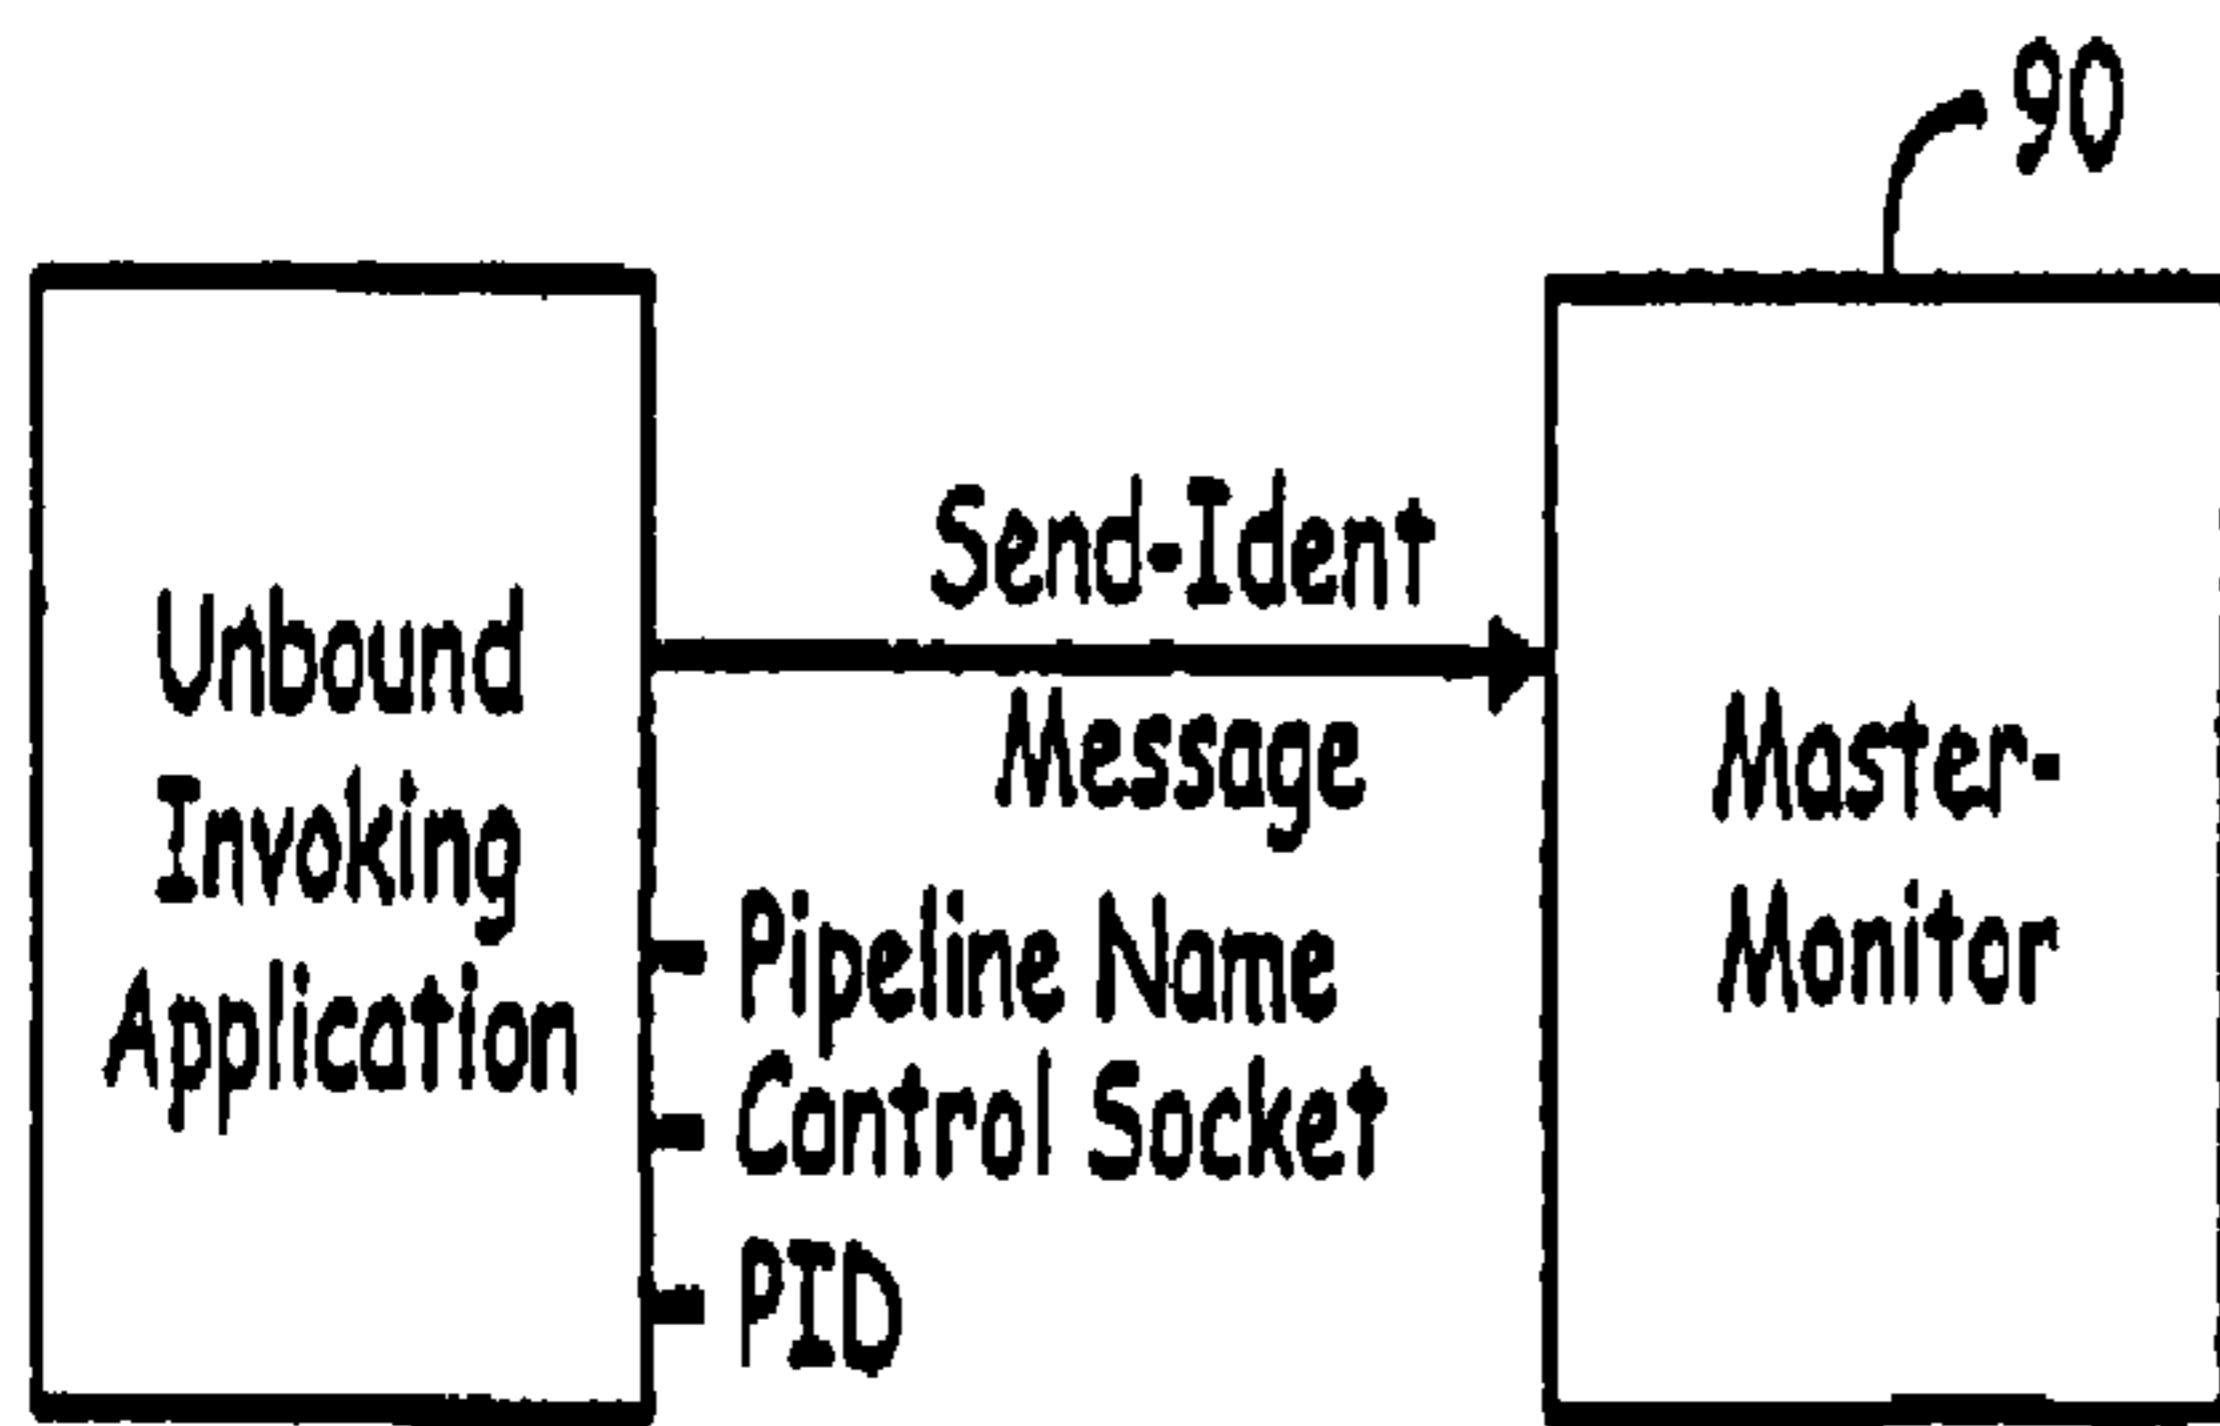 90
Unbound
Invoking
Application
Send-Ident
Message
- Pipeline Name
- Control Socket
- PID
Master-
Monitor